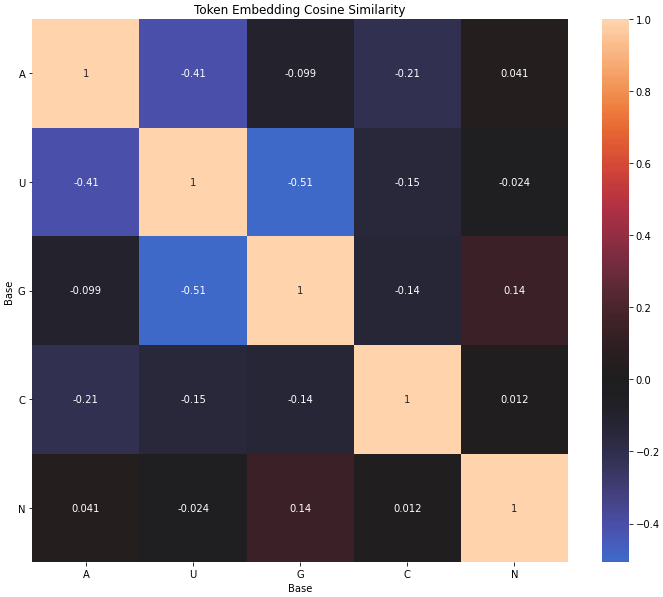 Token Embedding Cosine Similarity
A 1 -0.41 -0.099 -0.21 0.041
U -0.41 1 -0.51 -0.15 -0.024
G -0.099 -0.51 1 -0.14 0.14
C -0.21 -0.15 -0.14 1 0.012
N 0.041 -0.024 0.14 0.012 1
Base
A U G C N
Base
1.0
0.8
0.6
0.4
0.2
0.0
-0.2
-0.4